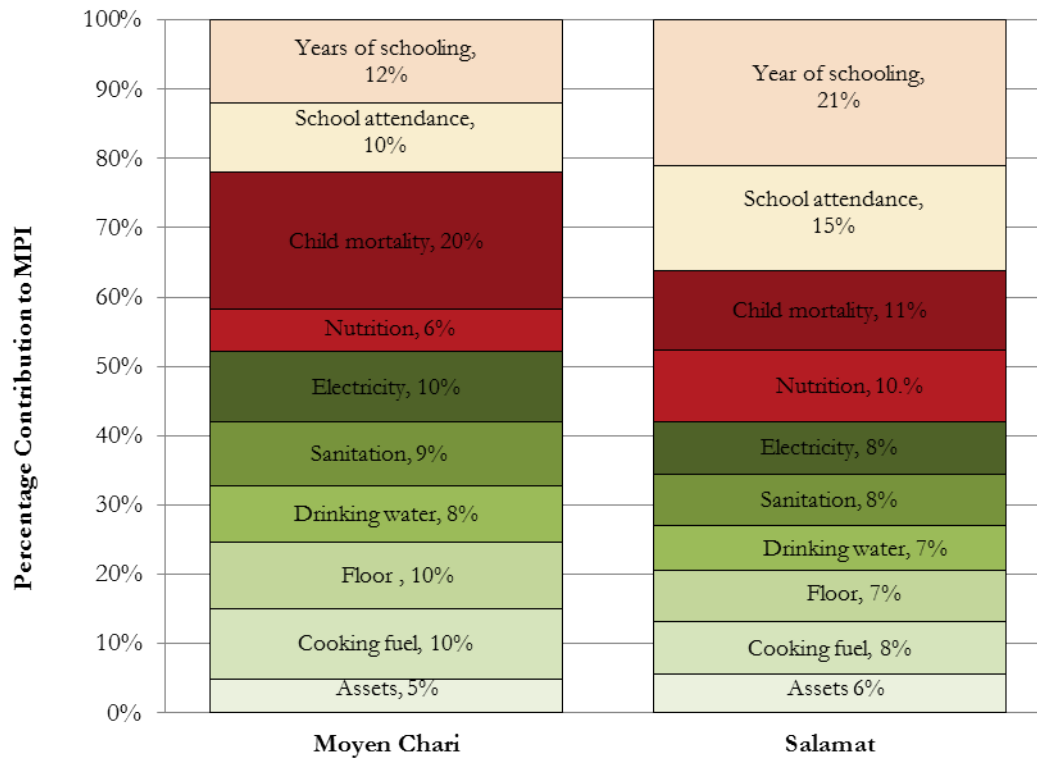 Percentage Contribution to MPI
100%
90%
80%
70%
60%
50%
40%
30%
20%
10%
0%
Years of schooling,
12%
School attendance,
10%
Child mortality, 20%
Nutrition, 6%
Electricity, 10%
Sanitation, 9%
Drinking water, 8%
Floor , 10%
Cooking fuel, 10%
Assets, 5%
Moyen Chari
Year of schooling,
21%
School attendance,
15%
Child mortality, 11%
Nutrition, 10.%
Electricity, 8%
Sanitation, 8%
Drinking water, 7%
Floor, 7%
Cooking fuel, 8%
Assets 6%
Salamat